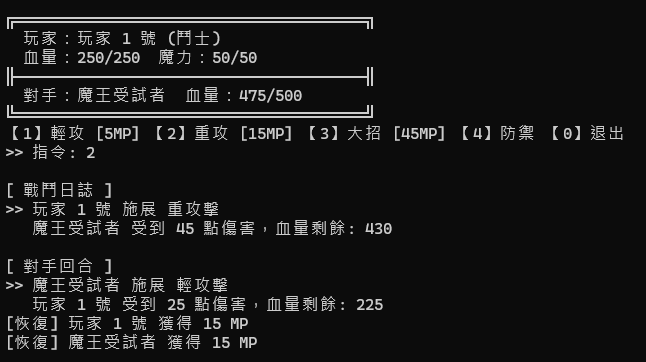 玩家：玩家 1 號 (鬥士)
血量：250/250 魔力：50/50
對手：魔王受試者 血量：475/500
【1】輕攻 [5MP] 【2】重攻 [15MP] 【3】大招 [45MP] 【4】防禦 【0】退出
>> 指令: 2
[ 戰鬥日誌 ]
>> 玩家 1 號 施展 重攻擊
魔王受試者 受到 45 點傷害，血量剩餘: 430
[ 對手回合 ]
>> 魔王受試者 施展 輕攻擊
玩家 1 號 受到 25 點傷害，血量剩餘: 225
[恢復] 玩家 1 號 獲得 15 MP
[恢復] 魔王受試者 獲得 15 MP